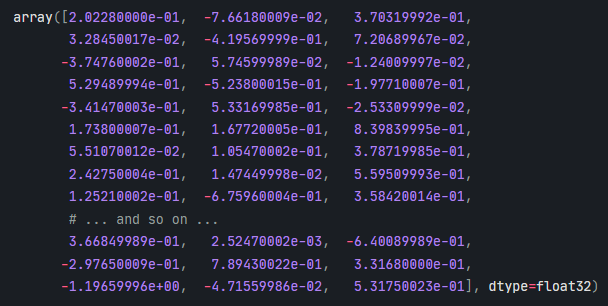 array([2.02280000e-01, -7.66180009e-02, 3.70319992e-01,
3.28450017e-02, -4.19569999e-01, 7.20689967e-02,
-3.74760002e-01, 5.74599989e-02, -1.24009997e-02,
5.29489994e-01, -5.23800015e-01, -1.97710007e-01,
-3.41470003e-01, 5.33169985e-01, -2.53309999e-02,
1.73800007e-01, 1.67720005e-01, 8.39839995e-01,
5.51070012e-02, 1.05470002e-01, 3.78719985e-01,
2.42750004e-01, 1.47449998e-02, 5.59509993e-01,
1.25210002e-01, -6.75960004e-01, 3.58420014e-01,
# ... and so on ...
3.66849989e-01, 2.52470002e-03, -6.40089989e-01,
-2.97650009e-01, 7.89430022e-01, 3.31680000e-01,
-1.19659996e+00, -4.71559986e-02, 5.31750023e-01], dtype=float32)